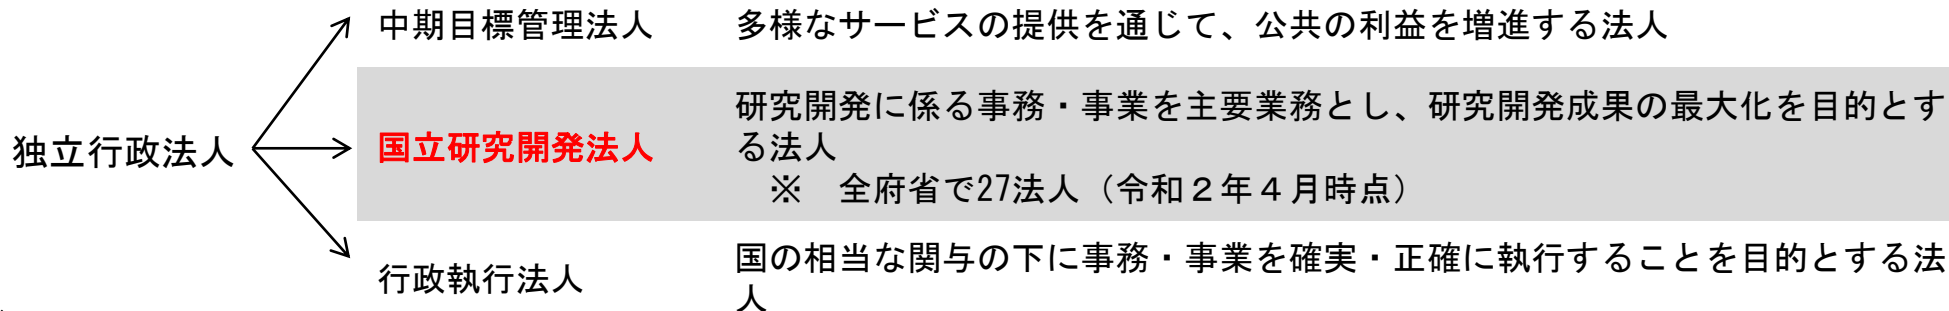 中期目標管理法人 多様なサービスの提供を通じて、公共の利益を増進する法人
独立行政法人
国立研究開発法人
研究開発に係る事務・事業を主要業務とし、研究開発成果の最大化を目的とす
る法人
※ 全府省で27法人（令和２年４月時点）
行政執行法人
国の相当な関与の下に事務・事業を確実・正確に執行することを目的とする法
人